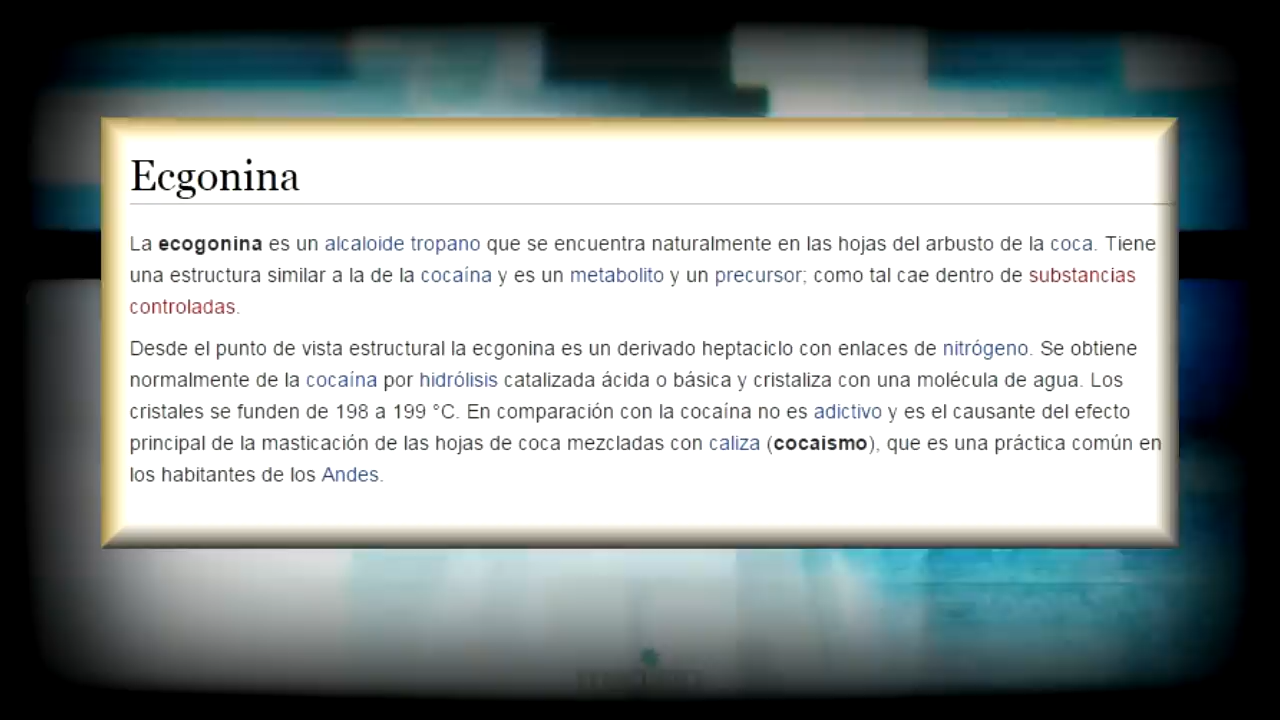 Ecgonina
La ecogonina es un alcaloide tropano que se encuentra naturalmente en las hojas del arbusto de la coca. Tiene
una estructura similar a la de la cocaína y es un metabolito y un precursor; como tal cae dentro de substancias
controladas.
Desde el punto de vista estructural la ecgonina es un derivado heptaciclo con enlaces de nitrógeno. Se obtiene
normalmente de la cocaína por hidrólisis catalizada ácida o básica y cristaliza con una molécula de agua. Los
cristales se funden de 198 a 199 °C. En comparación con la cocaína no es adictivo y es el causante del efecto
principal de la masticación de las hojas de coca mezcladas con caliza (cocaismo), que es una práctica común en
los habitantes de los Andes.